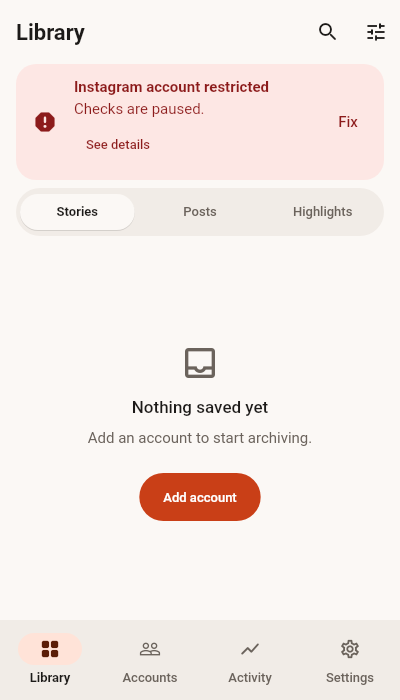 Library
Instagram account restricted
Checks are paused.
See details
Fix
Stories
Posts
Highlights
Nothing saved yet
Add an account to start archiving.
Add account
Library
Accounts
Activity
Settings